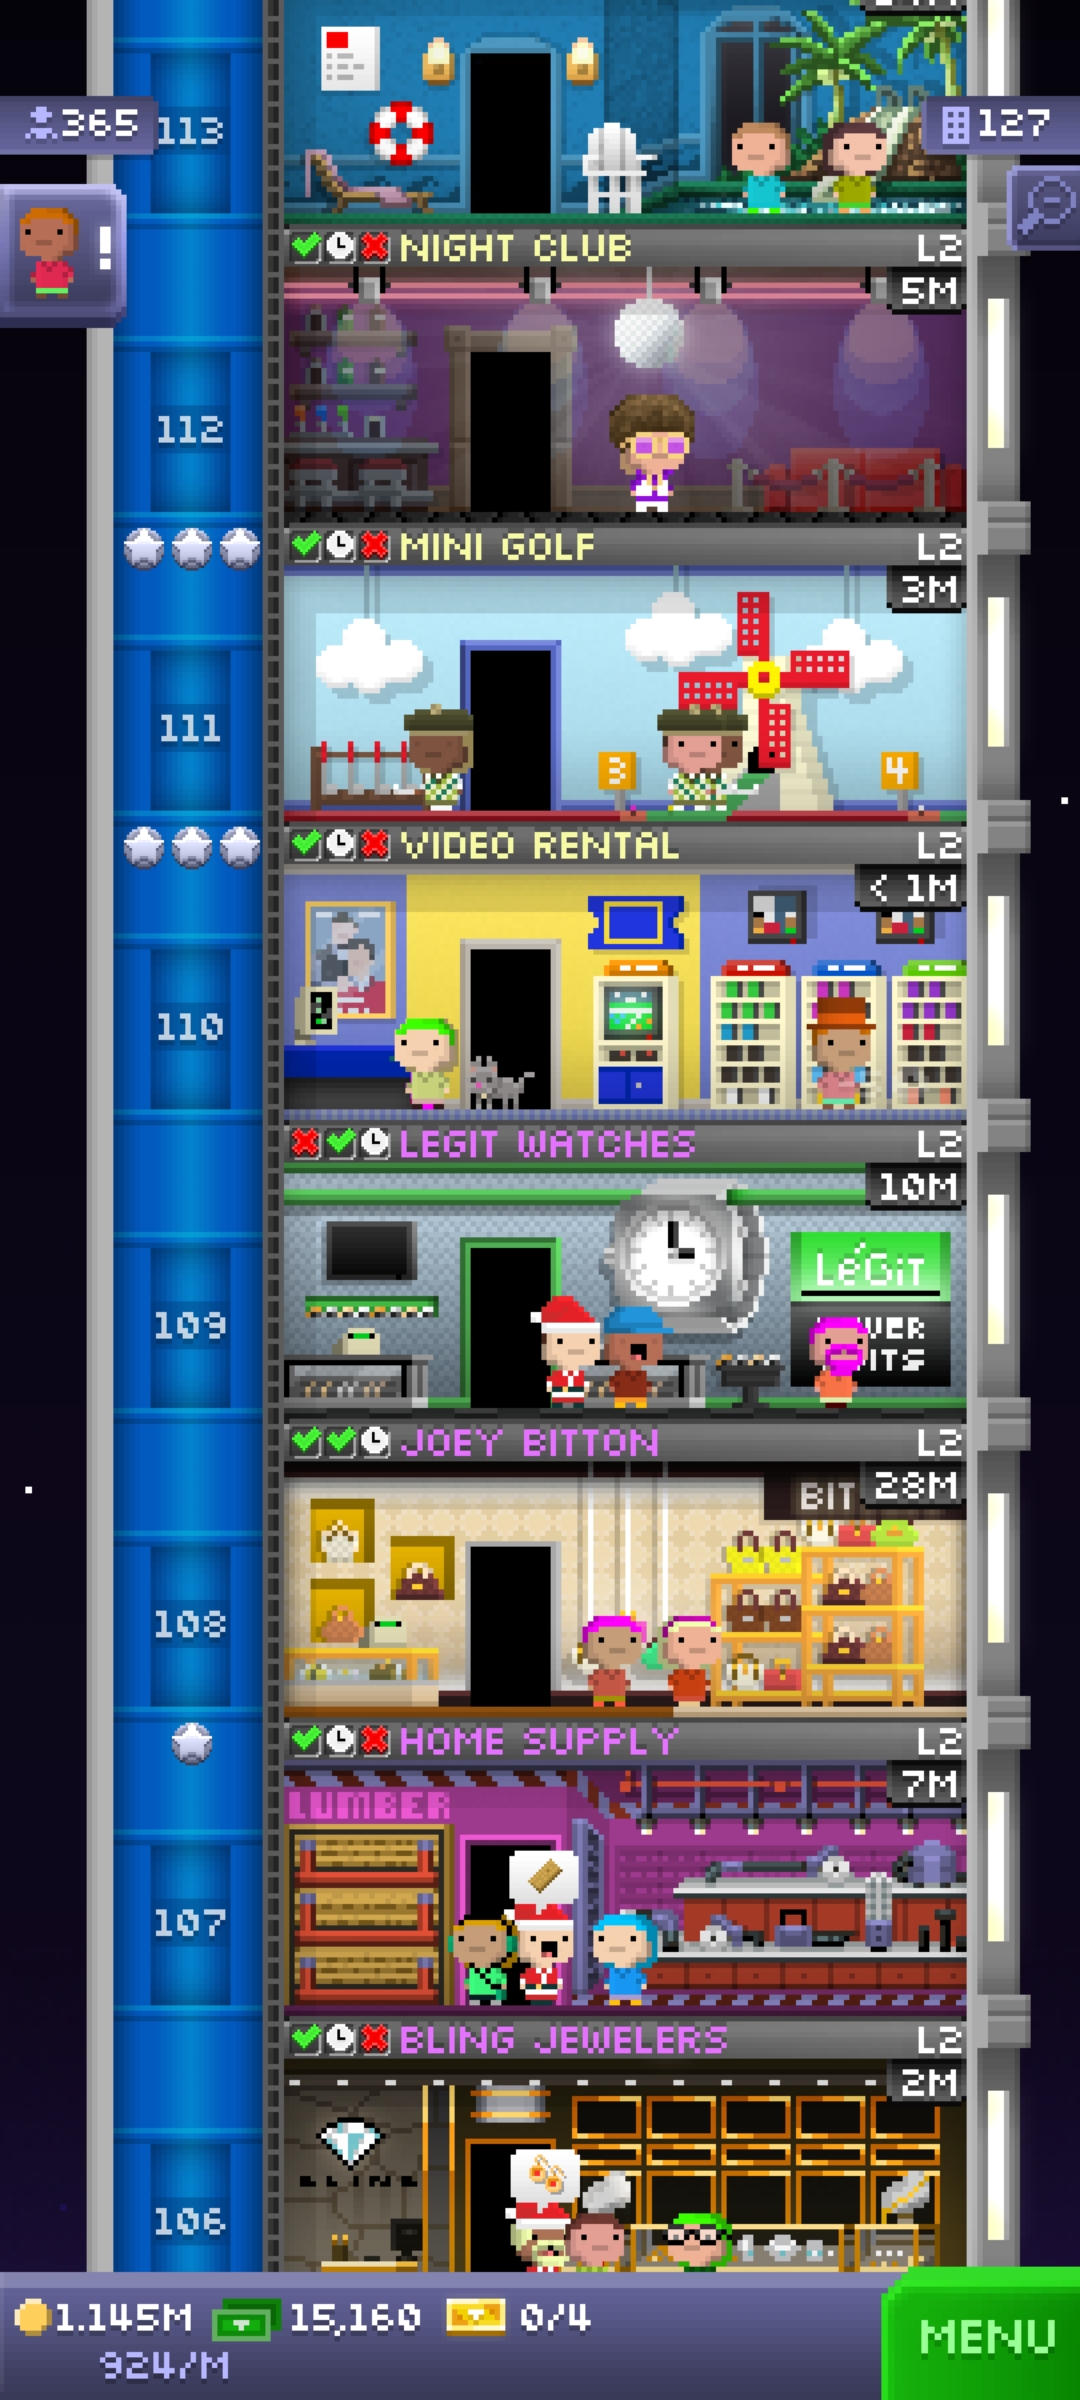 365
113
127
NIGHT CLUB L2
5M
112
MINI GOLF L2
3M
111
3
4
VIDEO RENTAL L2
< 1M
110
LEGIT WATCHES L2
10M
LéGiT
109
JOEY BITTON L2
BIT
28M
108
HOME SUPPLY L2
7M
LUMBER
107
BLING JEWELERS L2
2M
BLING
106
1.145M 15,160 0/4
924/M
MENU